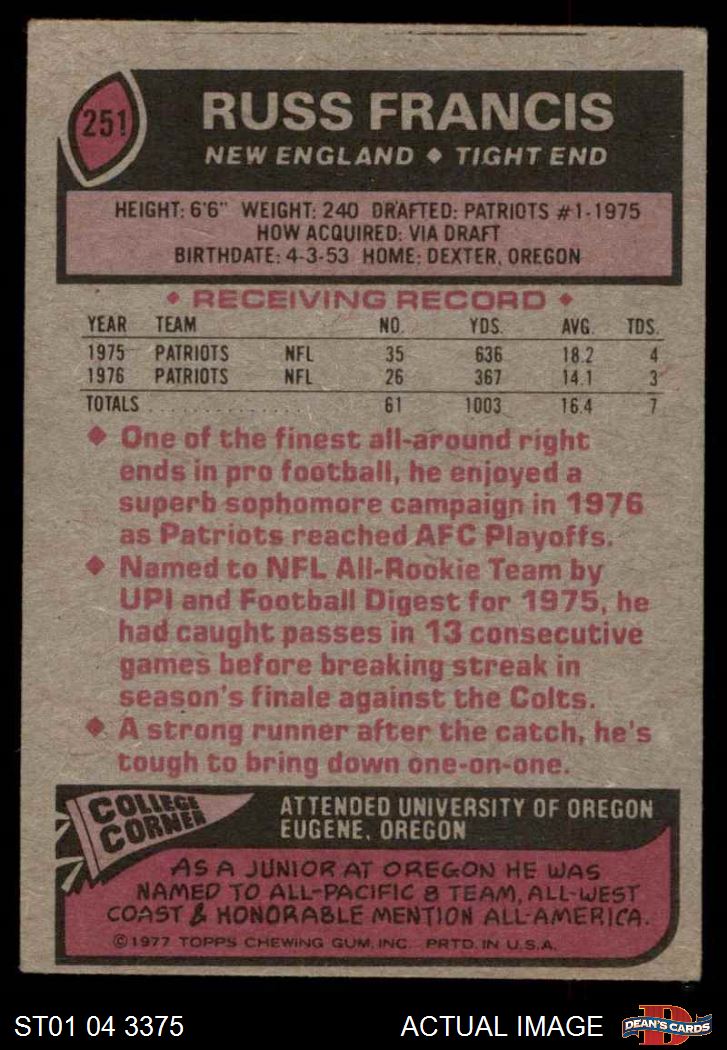 251
RUSS FRANCIS
NEW ENGLAND ◆ TIGHT END
HEIGHT: 6'6" WEIGHT: 240 DRAFTED: PATRIOTS #1-1975
HOW ACQUIRED: VIA DRAFT
BIRTHDATE: 4-3-53 HOME: DEXTER, OREGON
◆ RECEIVING RECORD ◆
YEAR TEAM NO. YDS. AVG. TDS.
1975 PATRIOTS NFL 35 636 18.2 4
1976 PATRIOTS NFL 26 367 14.1 3
TOTALS . . . . . . . . . . . . . . 61 1003 16.4 7
◆ One of the finest all-around right
ends in pro football, he enjoyed a
superb sophomore campaign in 1976
as Patriots reached AFC Playoffs.
◆ Named to NFL All-Rookie Team by
UPI and Football Digest for 1975, he
had caught passes in 13 consecutive
games before breaking streak in
season's finale against the Colts.
◆ A strong runner after the catch, he's
tough to bring down one-on-one.
COLLEGE
CORNER
ATTENDED UNIVERSITY OF OREGON
EUGENE, OREGON
AS A JUNIOR AT OREGON HE WAS
NAMED TO ALL-PACIFIC 8 TEAM, ALL-WEST
COAST & HONORABLE MENTION ALL-AMERICA.
©1977 TOPPS CHEWING GUM, INC. PRTD. IN U.S.A.
ST01 04 3375
ACTUAL IMAGE
D
DEAN'S CARDS